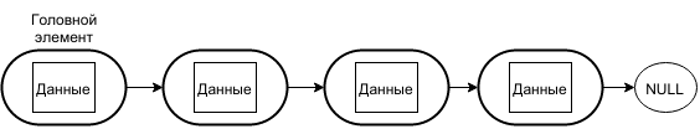 Головной
элемент
Данные
Данные
Данные
Данные
NULL